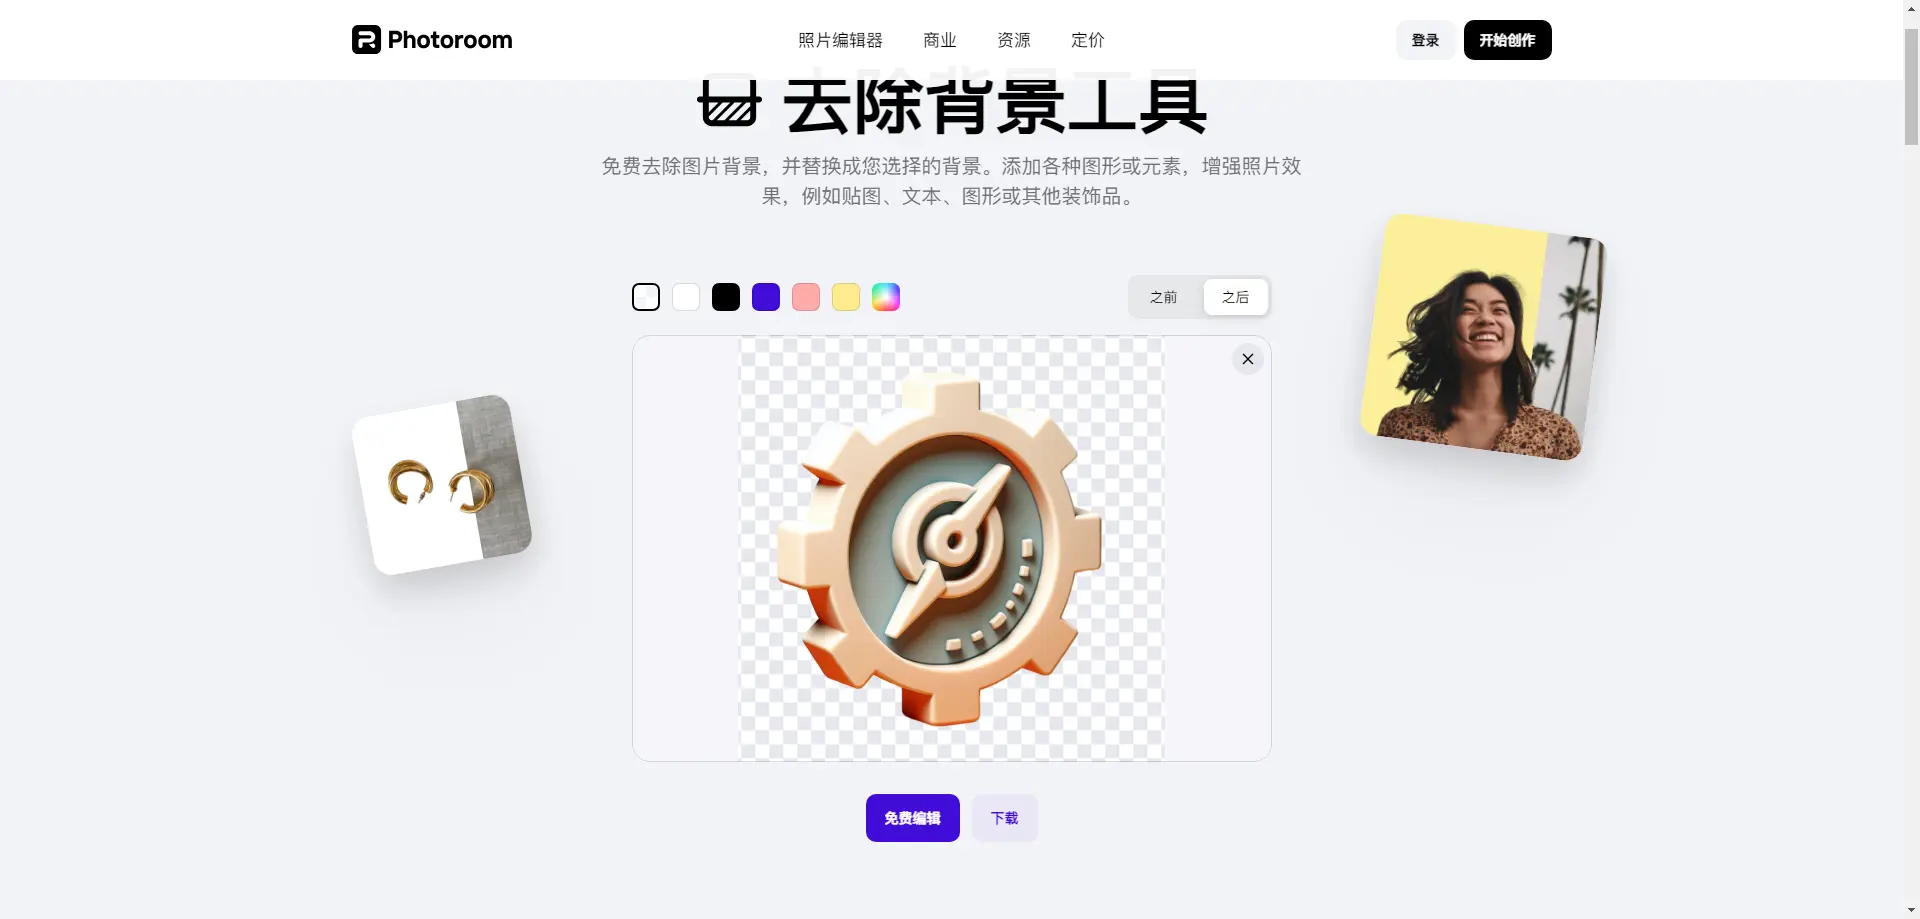 Photoroom
照片编辑器 商业 资源 定价
登录 开始创作
去除背景工具
免费去除图片背景，并替换成您选择的背景。添加各种图形或元素，增强照片效
果，例如贴图、文本、图形或其他装饰品。
之前 之后
免费编辑 下载